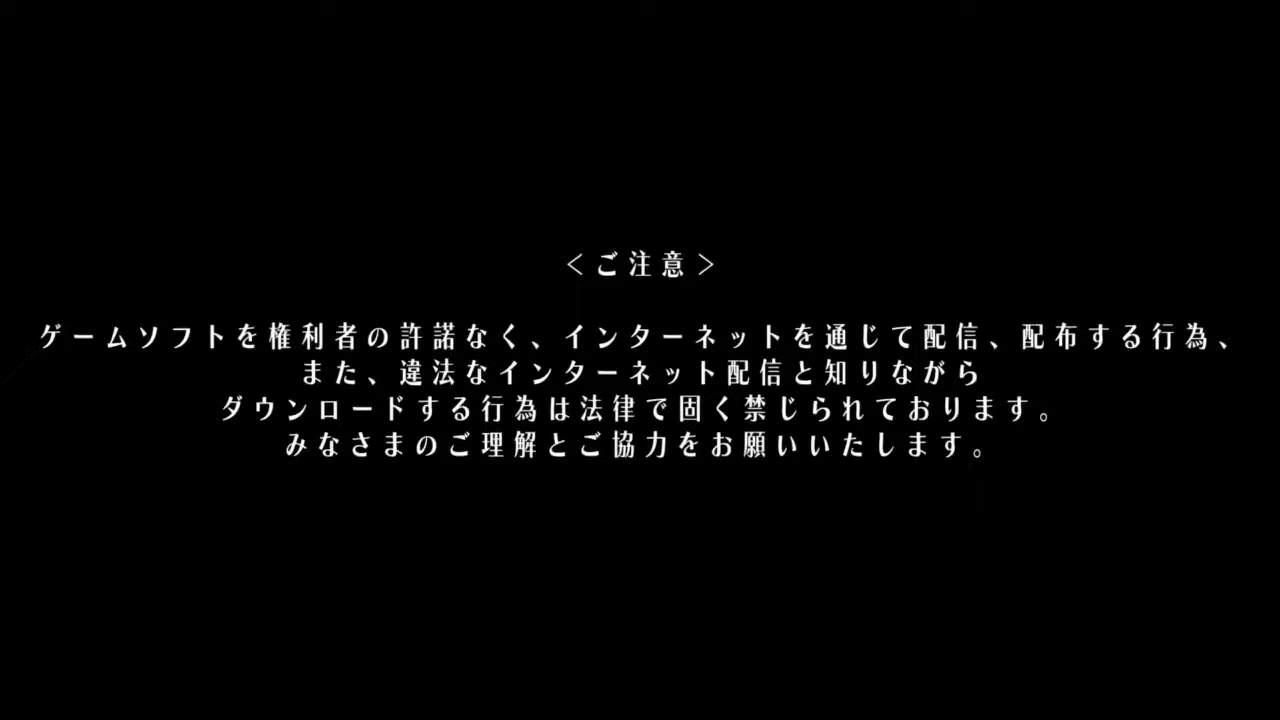 ＜ご注意＞
ゲームソフトを権利者の許諾なく、インターネットを通じて配信、配布する行為、
また、違法なインターネット配信と知りながら
ダウンロードする行為は法律で固く禁じられております。
みなさまのご理解とご協力をお願いいたします。